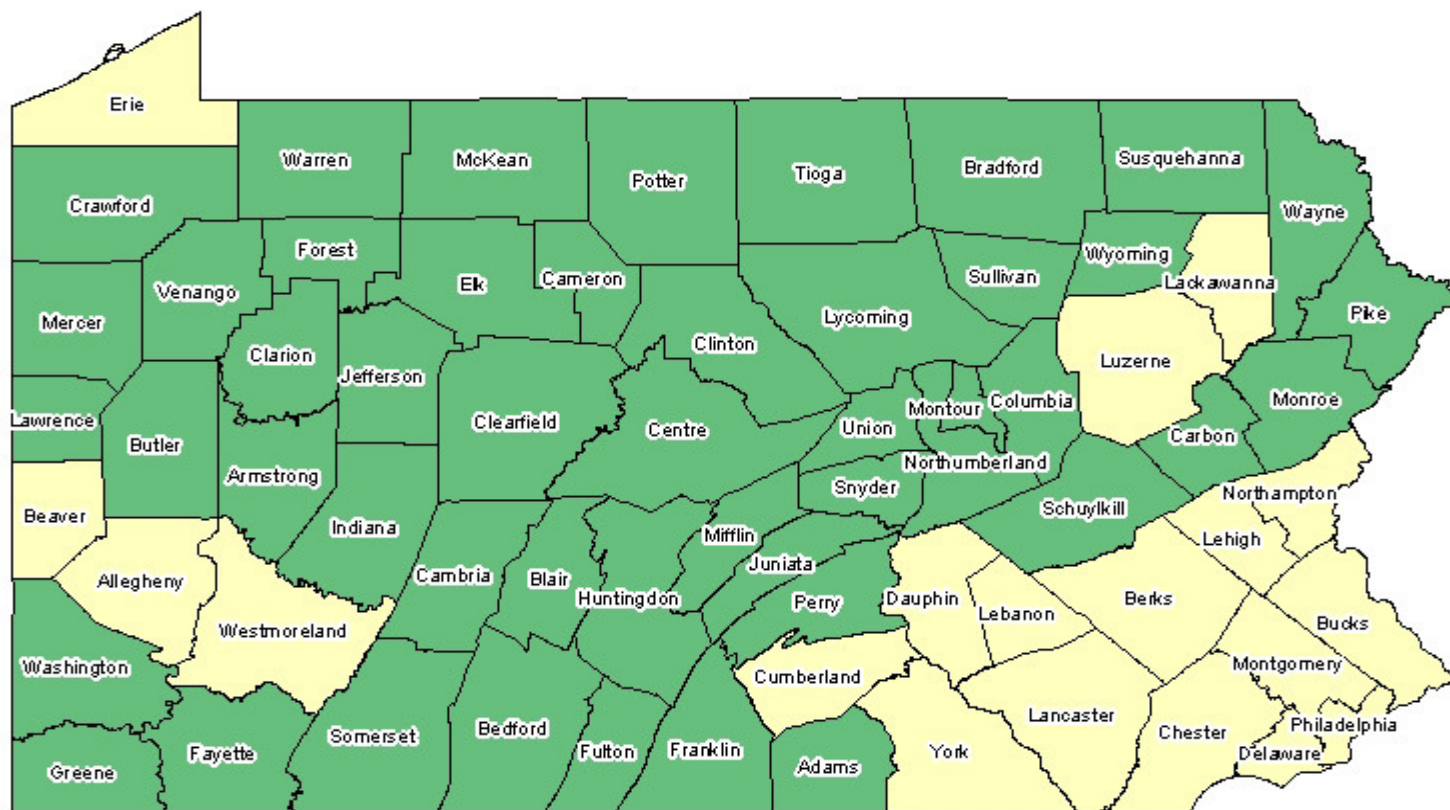 Erie
Warren
McKean
Potter
Tioga
Bradford
Susquehanna
Wayne
Crawford
Forest
Elk
Cameron
Sullivan
Wyoming
Lackawanna
Venango
Mercer
Clarion
Jefferson
Clinton
Lycoming
Luzerne
Pike
Lawrence
Butler
Clearfield
Centre
Union
Montour
Columbia
Monroe
Carbon
Armstrong
Northumberland
Snyder
Northampton
Beaver
Indiana
Schuylkill
Mifflin
Lehigh
Allegheny
Cambria
Blair
Huntingdon
Juniata
Perry
Dauphin
Lebanon
Berks
Bucks
Westmoreland
Washington
Cumberland
Montgomery
Greene
Fayette
Somerset
Bedford
Fulton
Franklin
Adams
York
Lancaster
Chester
Philadelphia
Delaware